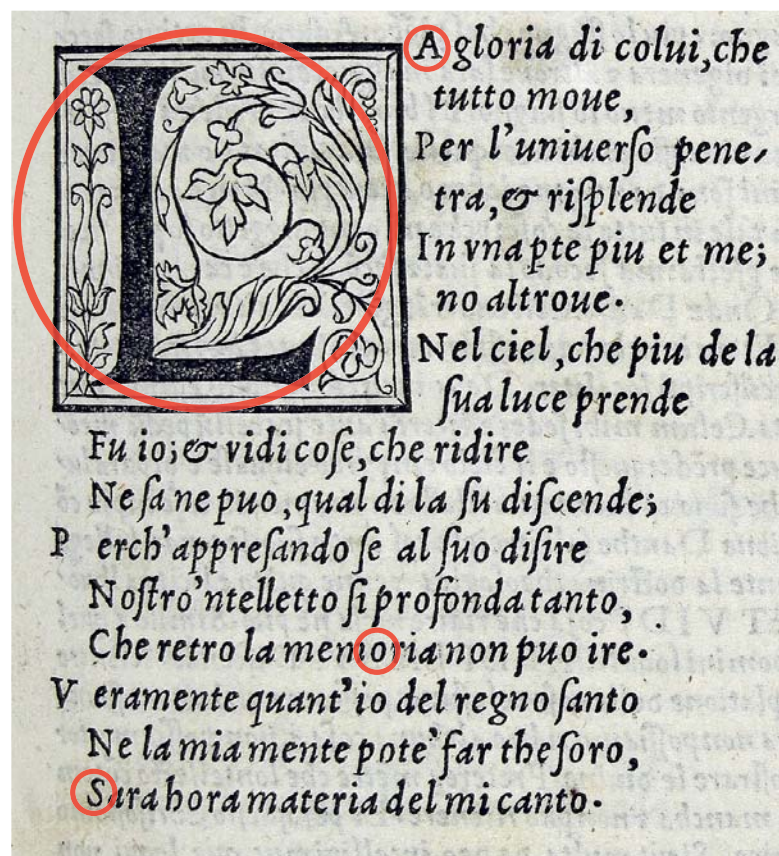 LA gloria di colui, che
tutto moue,
Per l'uniuerſo pene-
tra, & riſplende
In vna ꝑte piu et me;
no altroue.
Nel ciel, che piu de la
ſua luce prende
Fu io; & vidi coſe, che ridire
Ne ſa ne puo, qual di la ſu diſcende;
P erch'appreſando ſe al ſuo diſire
Noſtro'ntelletto ſi profonda tanto,
Che retro la memoria non puo ire.
V eramente quant'io del regno ſanto
Ne la mia mente pote' far theſoro,
Sara hora materia del mi canto.